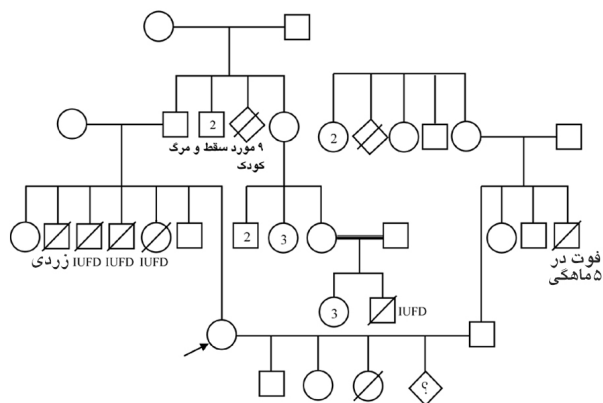 2
۹ مورد سقط و مرگ
کودک
2
زردی
IUFD
IUFD
IUFD
2
3
فوت در
۵ ماهگی
3
IUFD
؟